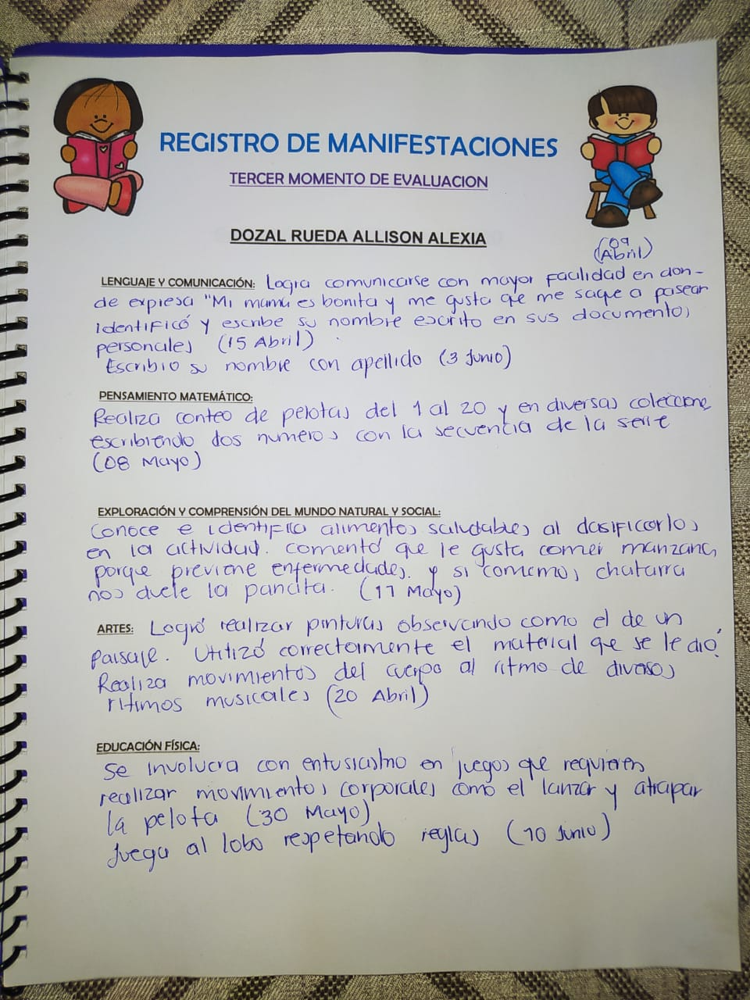 REGISTRO DE MANIFESTACIONES
TERCER MOMENTO DE EVALUACION
DOZAL RUEDA ALLISON ALEXIA
(09
Abril)
LENGUAJE Y COMUNICACIÓN: Logra comunicarse con mayor facilidad en don-
de expresa "Mi mamá es bonita y me gusta que me saque a pasear
identificó y escribe su nombre escrito en sus documentos
personales (15 Abril)
Escribio su nombre con apellido (3 Junio)
PENSAMIENTO MATEMÁTICO:
Realiza conteo de pelotas del 1 al 20 y en diversas coleccione
escribiendo dos numeros con la secuencia de la serie
(08 Mayo)
EXPLORACIÓN Y COMPRENSIÓN DEL MUNDO NATURAL Y SOCIAL:
Conoce e identifica alimentos saludables al clasificarlos
en la actividad. comentó que le gusta comer manzana,
porque previene enfermedades. y si comemos chatarra
nos duele la pancita. (17 Mayo)
ARTES: Logró realizar pinturas observando como el de un
paisaje. Utilizó correctamente el material que se le dió.
Realiza movimientos del cuerpo al ritmo de diversos
ritimos musicales (20 Abril)
EDUCACIÓN FÍSICA:
Se involucra con entusiasmo en juegos que requieren
realizar movimientos corporales como el lanzar y atrapar
la pelota (30 Mayo)
Juega al lobo respetando reglas (10 Junio)